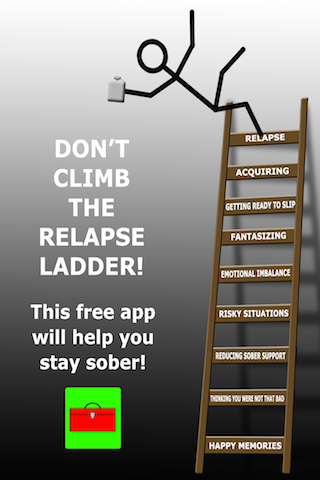 DON'T
CLIMB
THE
RELAPSE
LADDER!
This free app
will help you
stay sober!
RELAPSE
ACQUIRING
GETTING READY TO SLIP
FANTASIZING
EMOTIONAL IMBALANCE
RISKY SITUATIONS
REDUCING SOBER SUPPORT
THINKING YOU WERE NOT THAT BAD
HAPPY MEMORIES